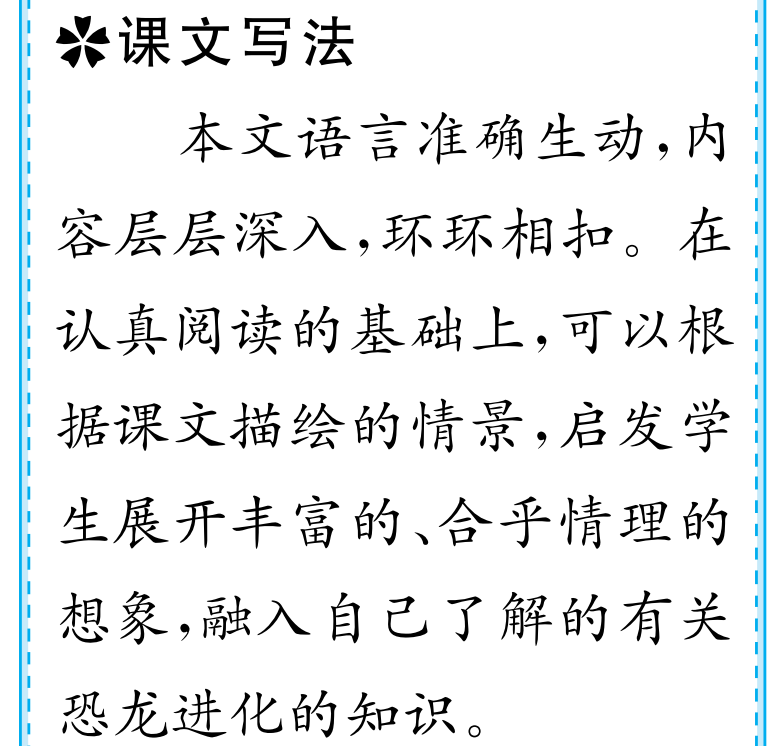 ✽课文写法
本文语言准确生动,内
容层层深入,环环相扣。在
认真阅读的基础上,可以根
据课文描绘的情景,启发学
生展开丰富的、合乎情理的
想象,融入自己了解的有关
恐龙进化的知识。